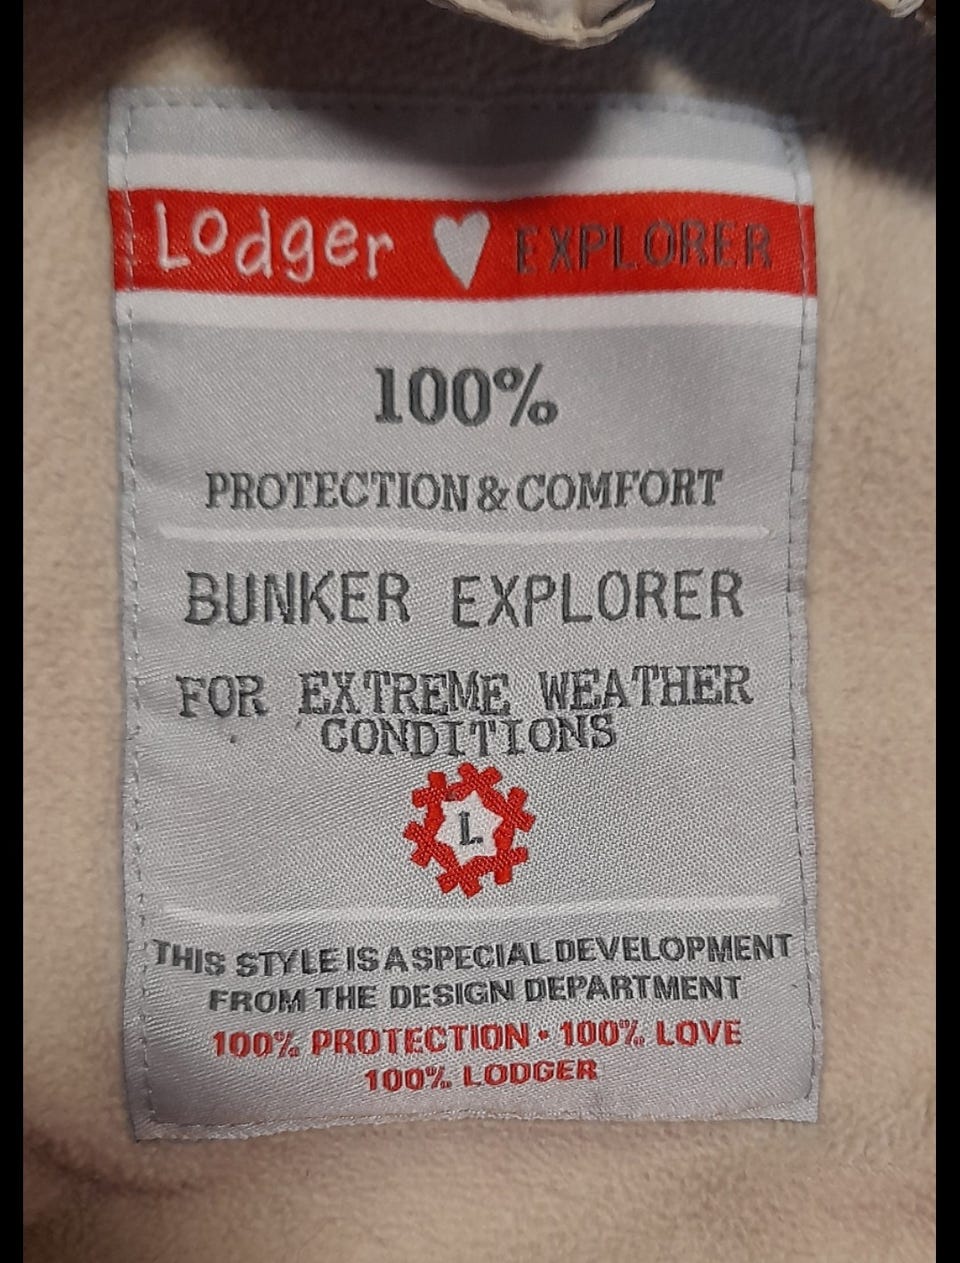 Lodger EXPLORER
100%
PROTECTION & COMFORT
BUNKER EXPLORER
FOR EXTREME WEATHER
CONDITIONS
L
THIS STYLE IS A SPECIAL DEVELOPMENT
FROM THE DESIGN DEPARTMENT
100% PROTECTION • 100% LOVE
100% LODGER